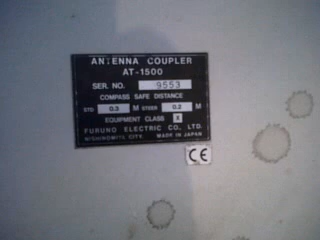 ANTENNA COUPLER
AT-1500
SER. NO. 9553
COMPASS SAFE DISTANCE
STD 0.3 M STEER 0.2 M
EQUIPMENT CLASS X
FURUNO ELECTRIC CO., LTD.
NISHINOMIYA CITY, MADE IN JAPAN
CE